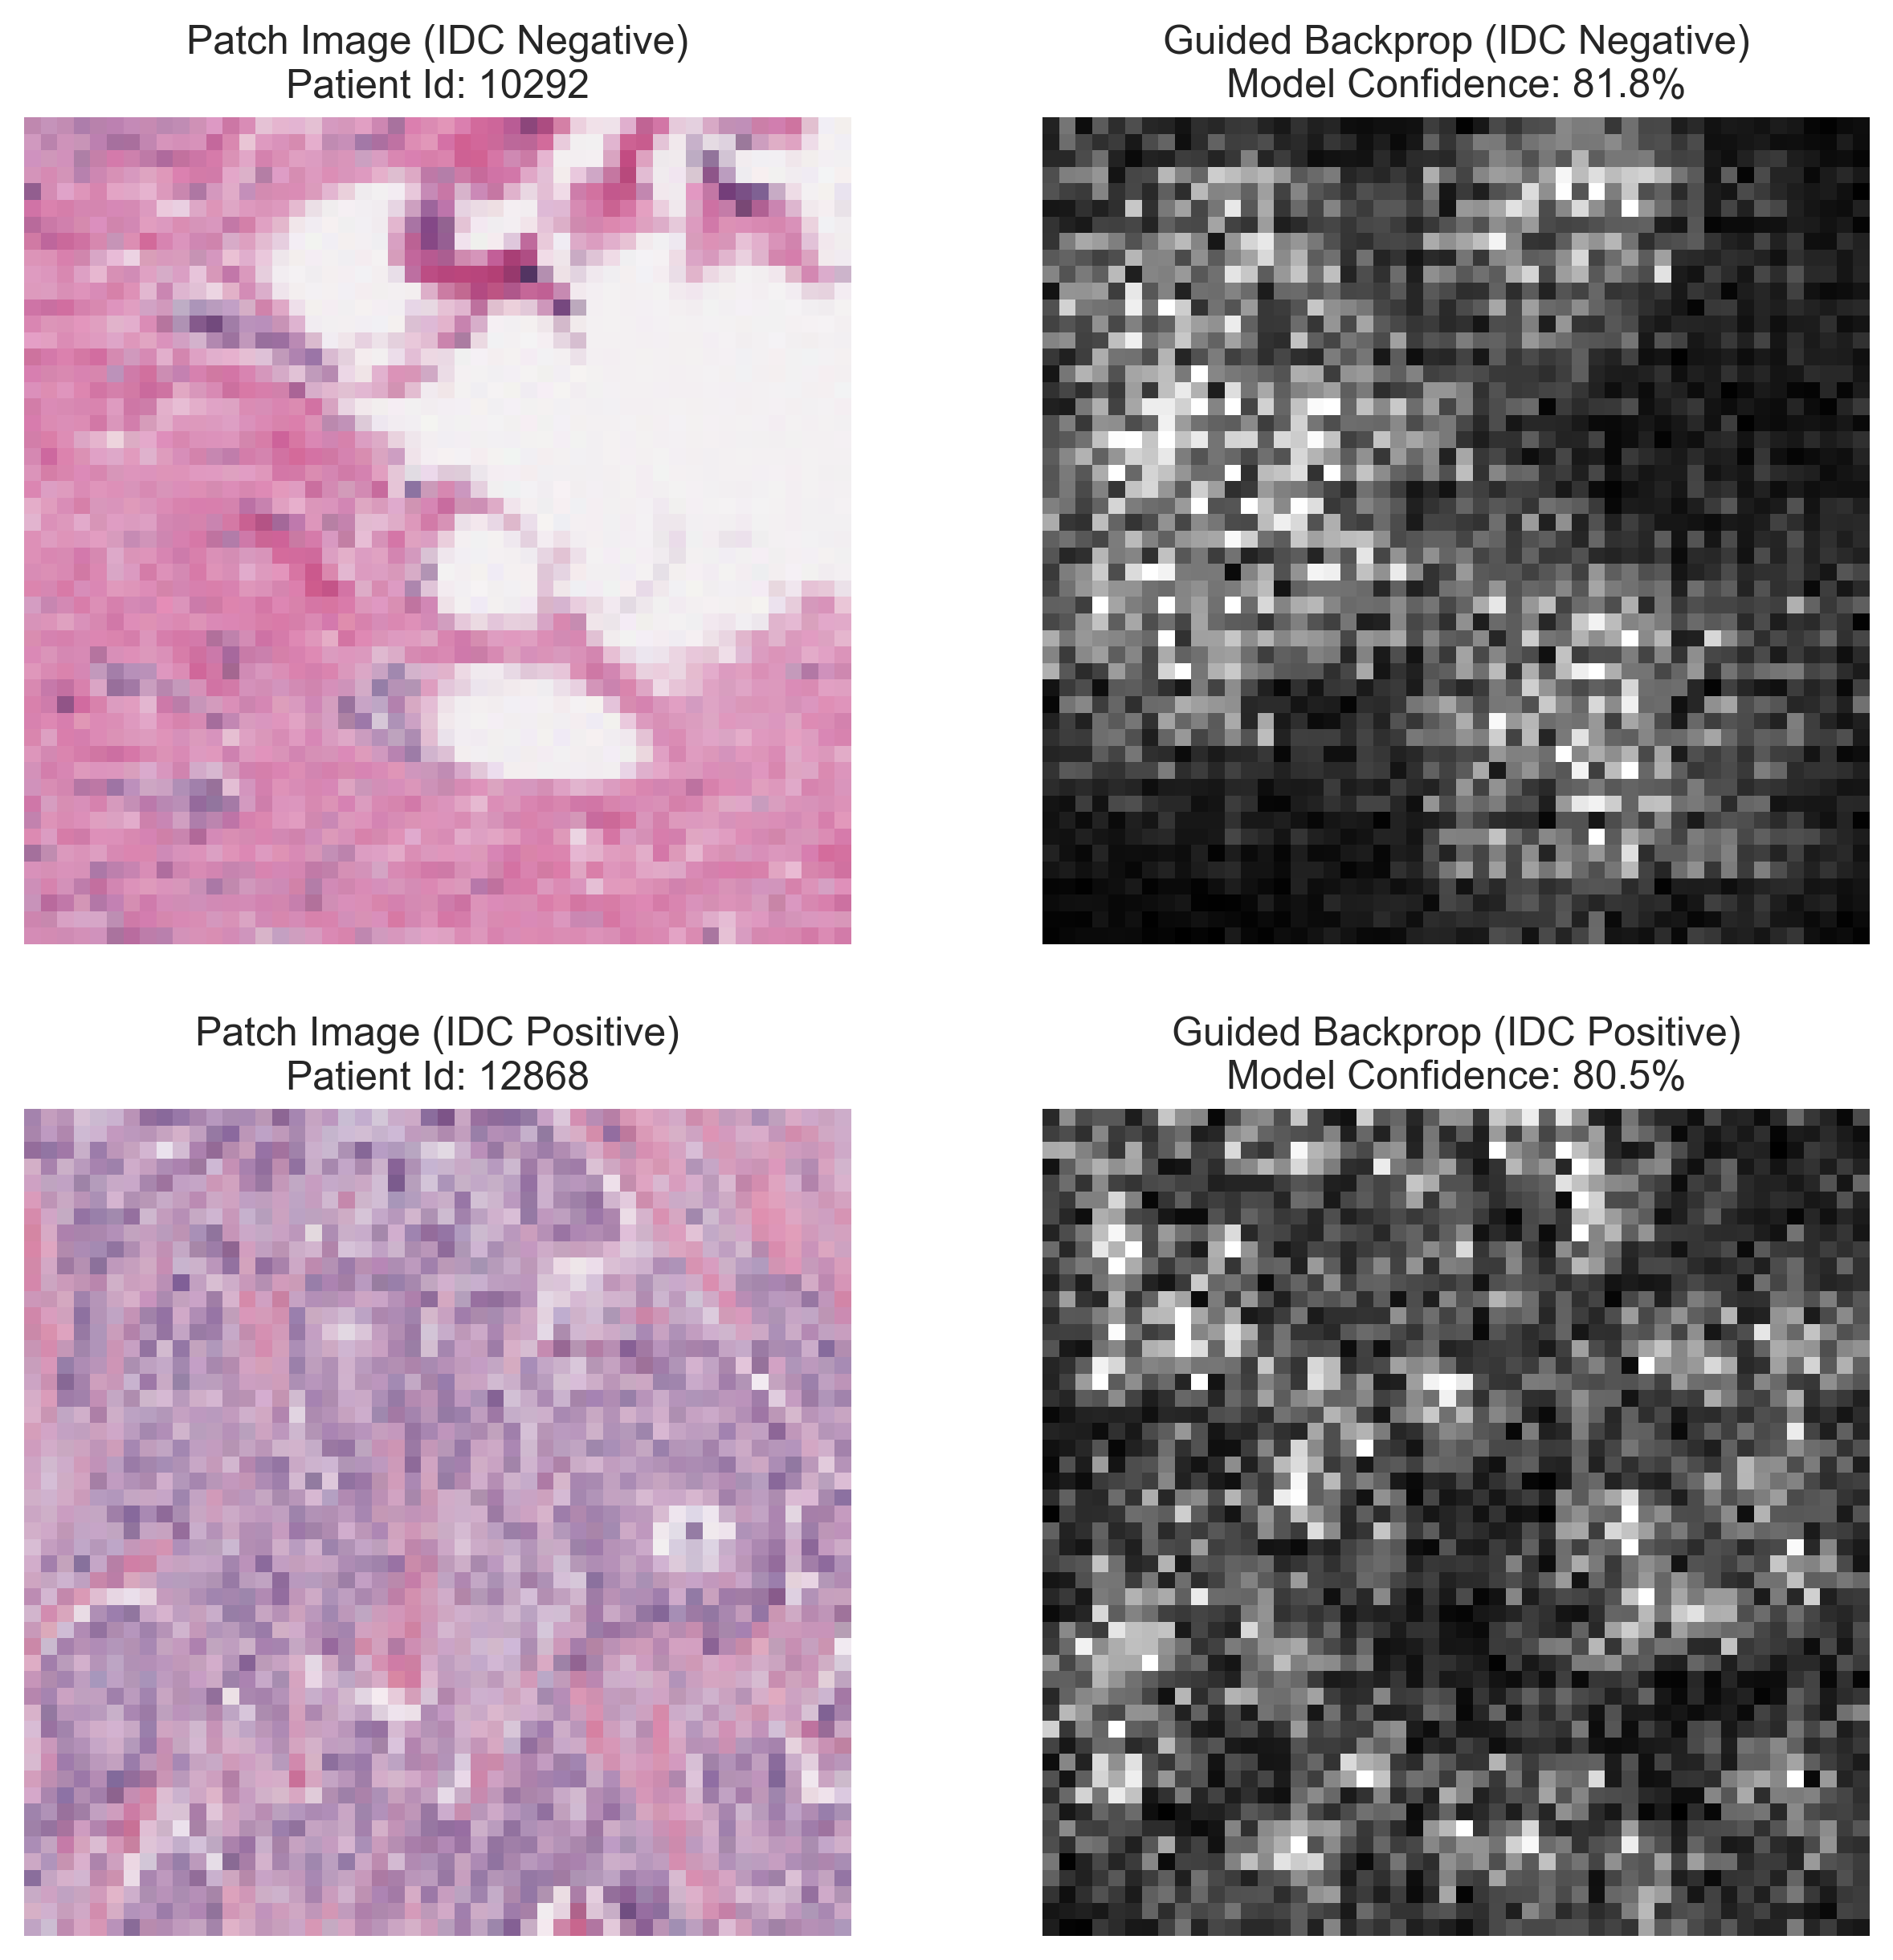 Patch Image (IDC Negative)
Patient Id: 10292
Guided Backprop (IDC Negative)
Model Confidence: 81.8%
Patch Image (IDC Positive)
Patient Id: 12868
Guided Backprop (IDC Positive)
Model Confidence: 80.5%